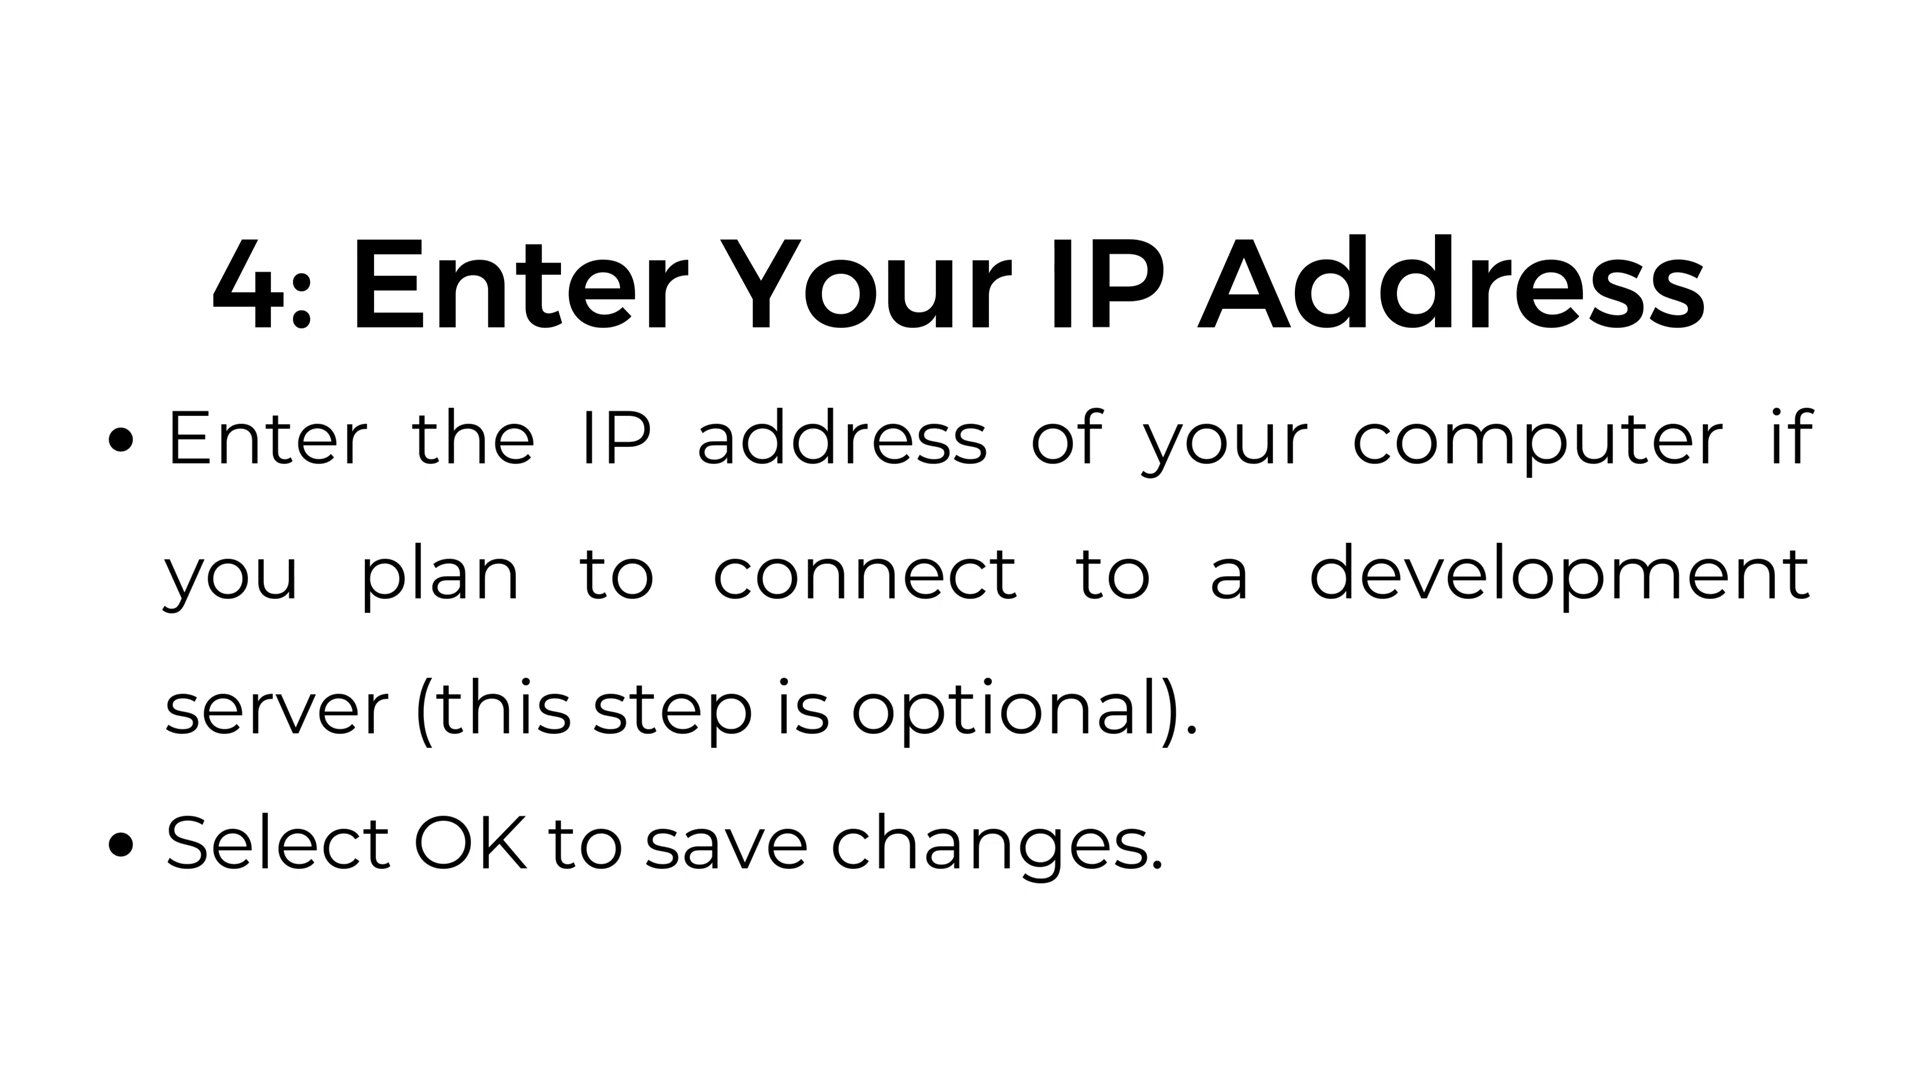 4: Enter Your IP Address
• Enter the IP address of your computer if
you plan to connect to a development
server (this step is optional).
• Select OK to save changes.